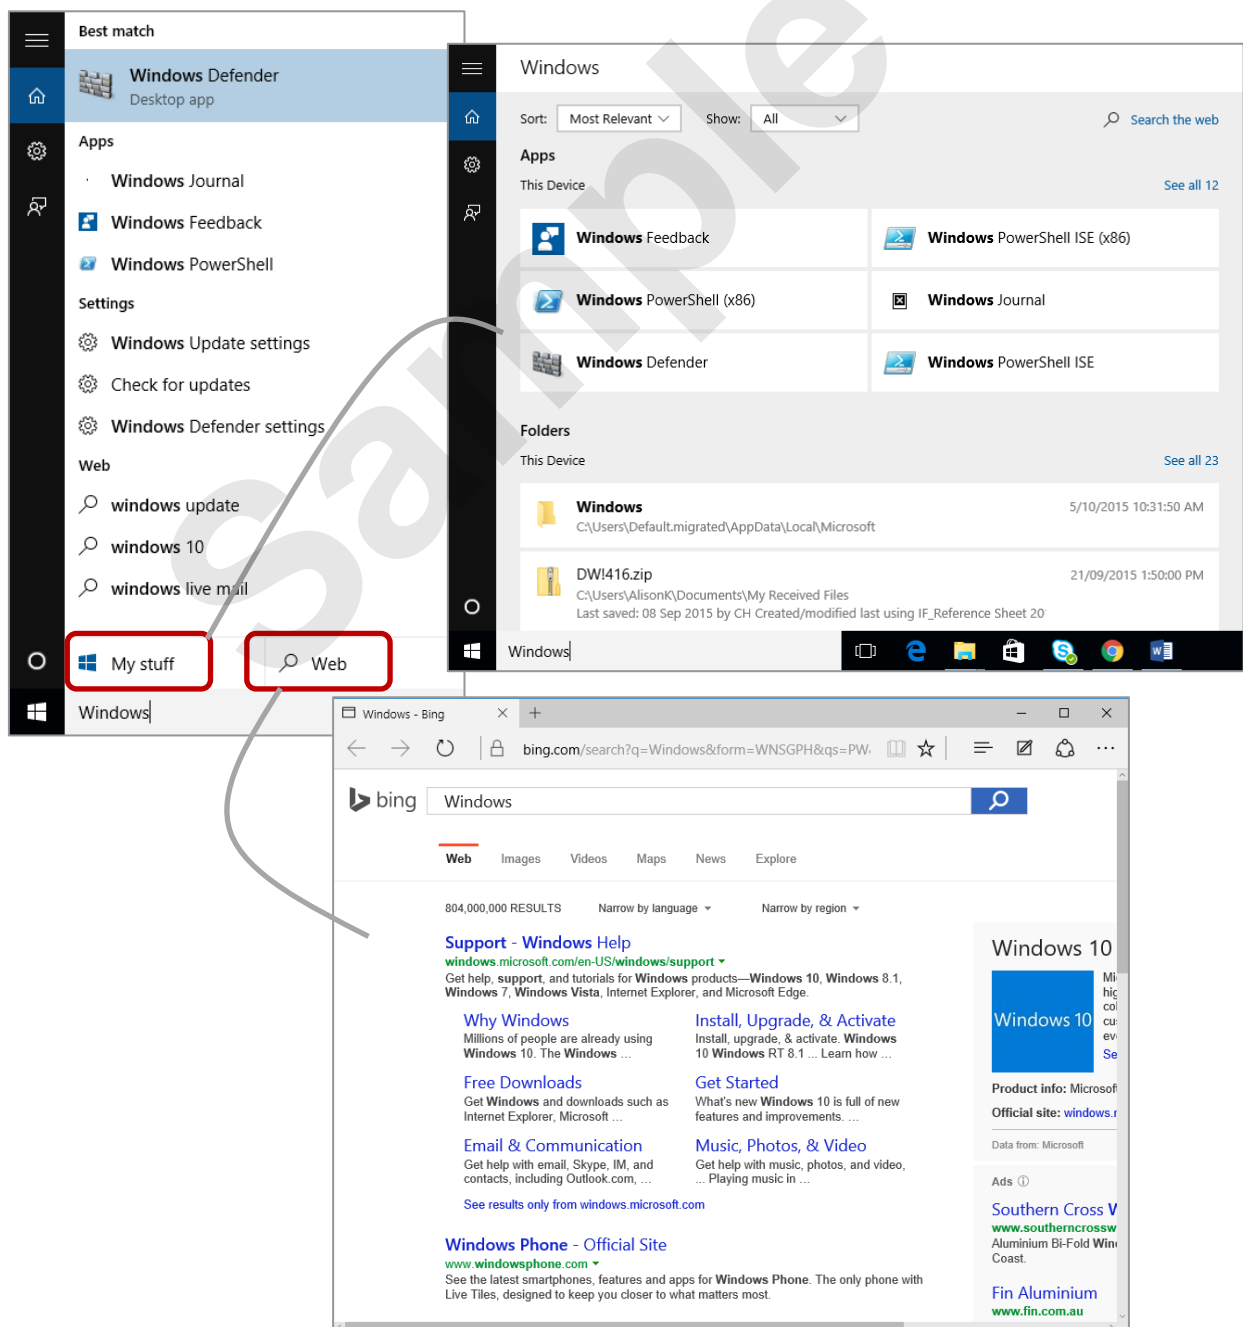 Best match
Windows Defender
Desktop app
Apps
Windows Journal
Windows Feedback
Windows PowerShell
Settings
Windows Update settings
Check for updates
Windows Defender settings
Web
windows update
windows 10
windows live mail
My stuff
Web
Windows
Windows
Sort: Most Relevant Show: All Search the web
Apps
This Device See all 12
Windows Feedback Windows PowerShell ISE (x86)
Windows PowerShell (x86) Windows Journal
Windows Defender Windows PowerShell ISE
Folders
This Device See all 23
Windows 5/10/2015 10:31:50 AM
C:\Users\Default.migrated\AppData\Local\Microsoft
DW!416.zip 21/09/2015 1:50:00 PM
C:\Users\AlisonK\Documents\My Received Files
Last saved: 08 Sep 2015 by CH Created/modified last using IF_Reference Sheet 20
Windows
Sample
Windows - Bing
bing.com/search?q=Windows&form=WNSGPH&qs=PW
bing Windows
Web Images Videos Maps News Explore
804,000,000 RESULTS Narrow by language Narrow by region
Support - Windows Help
windows.microsoft.com/en-US/windows/support
Get help, support, and tutorials for Windows products—Windows 10, Windows 8.1,
Windows 7, Windows Vista, Internet Explorer, and Microsoft Edge.
Why Windows
Millions of people are already using
Windows 10. The Windows ...
Install, Upgrade, & Activate
Install, upgrade, & activate. Windows
10 Windows RT 8.1 ... Learn how ...
Free Downloads
Get Windows and downloads such as
Internet Explorer, Microsoft ...
Get Started
What's new Windows 10 is full of new
features and improvements. ...
Email & Communication
Get help with email, Skype, IM, and
contacts, including Outlook.com, ...
Music, Photos, & Video
Get help with music, photos, and video,
... Playing music in ...
See results only from windows.microsoft.com
Windows Phone - Official Site
www.windowsphone.com
See the latest smartphones, features and apps for Windows Phone. The only phone with
Live Tiles, designed to keep you closer to what matters most.
Windows 10
Windows 10
Product info: Microsoft
Official site: windows.
Data from: Microsoft
Ads
Southern Cross
www.southerncrossw
Aluminium Bi-Fold
Coast.
Fin Aluminium
www.fin.com.au